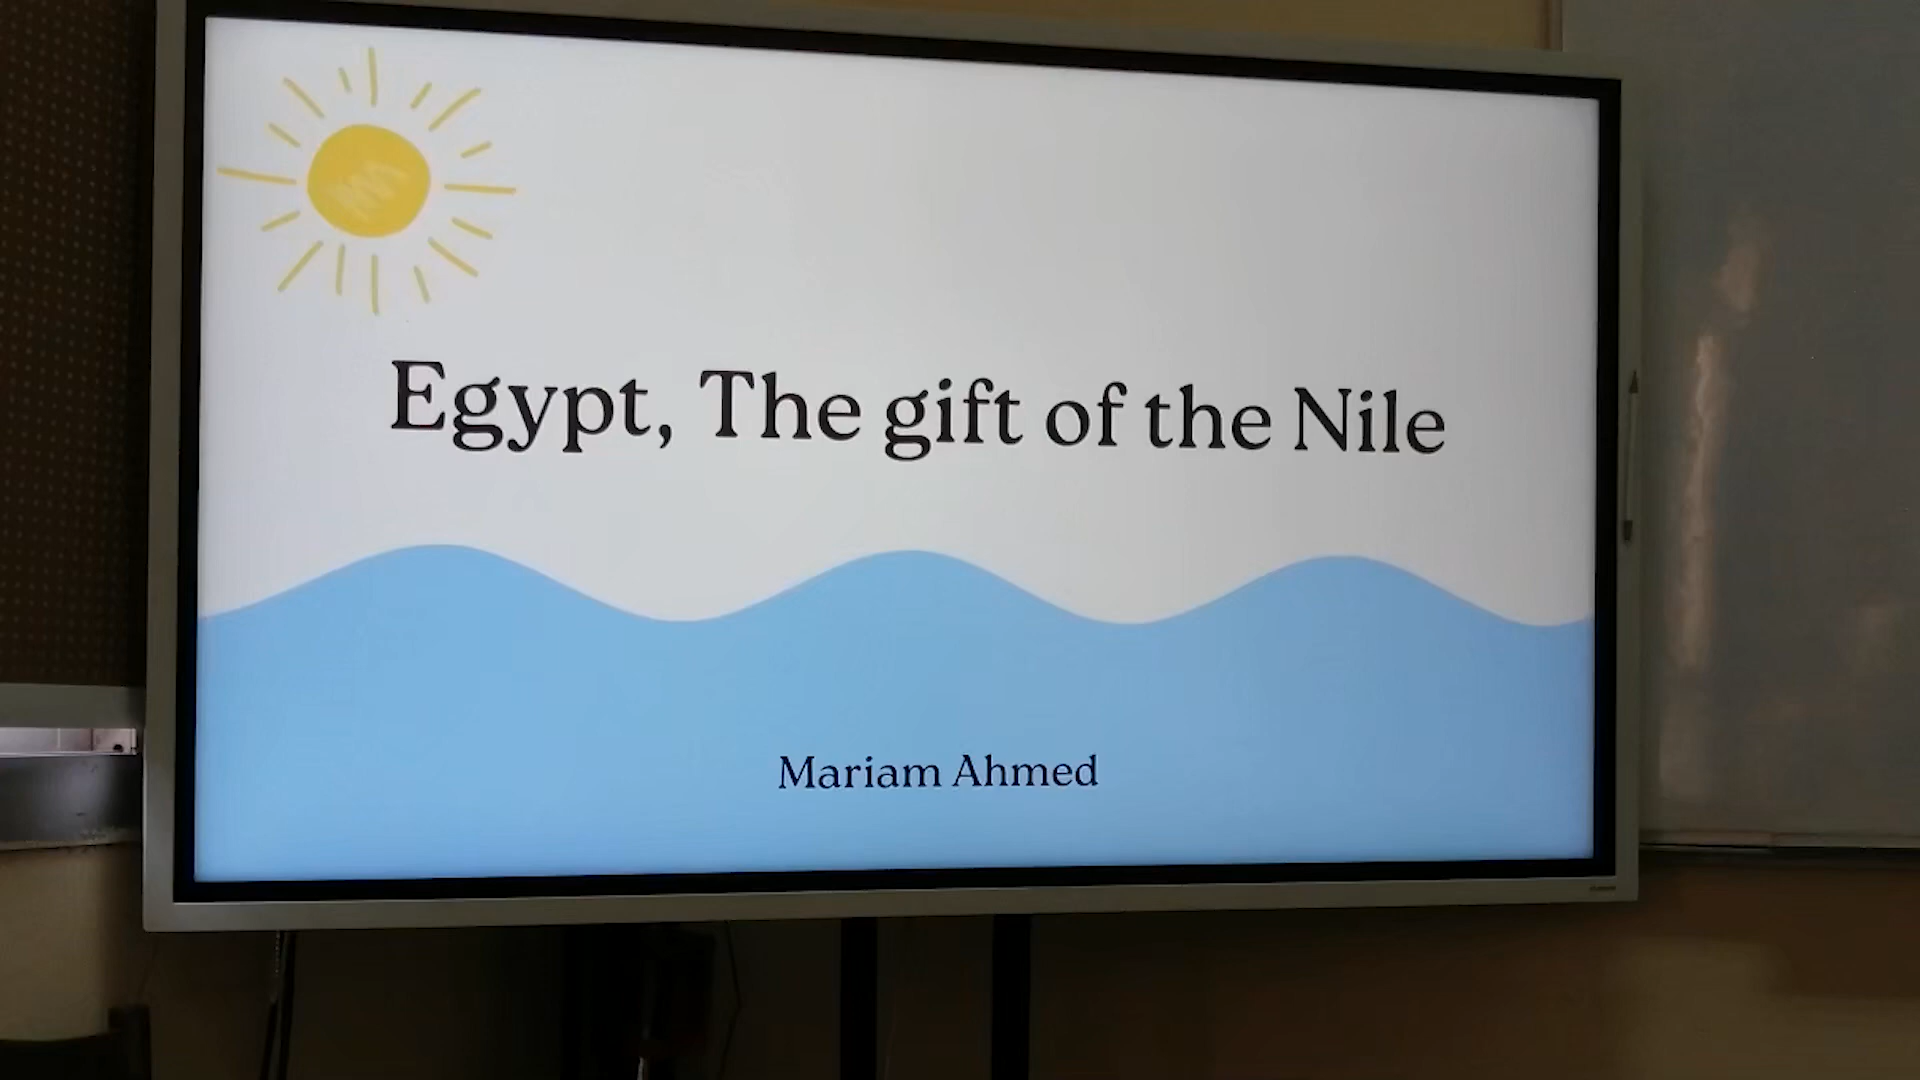 Egypt, The gift of the Nile
Mariam Ahmed